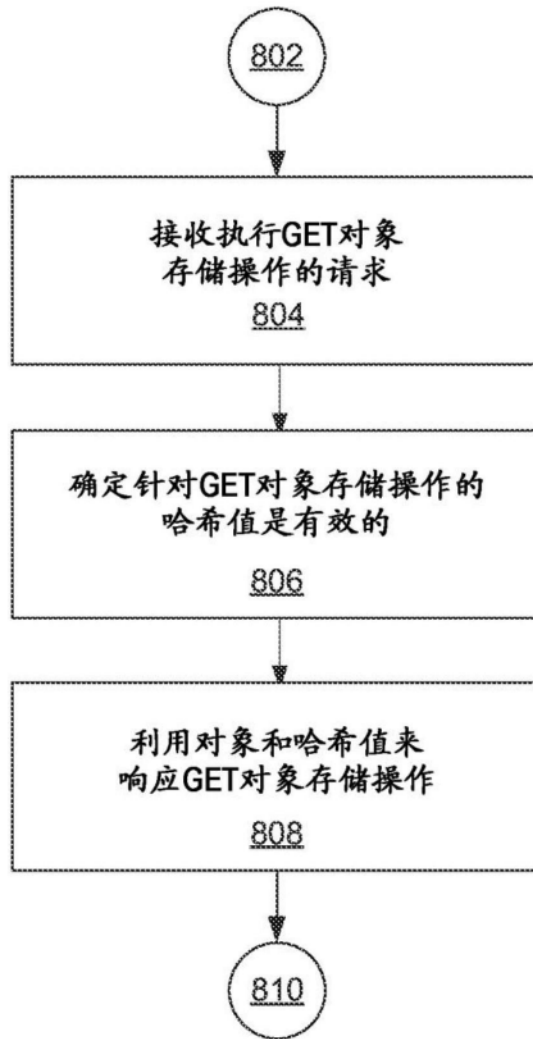 802
接收执行GET对象
存储操作的请求
804
确定针对GET对象存储操作的
哈希值是有效的
806
利用对象和哈希值来
响应GET对象存储操作
808
810